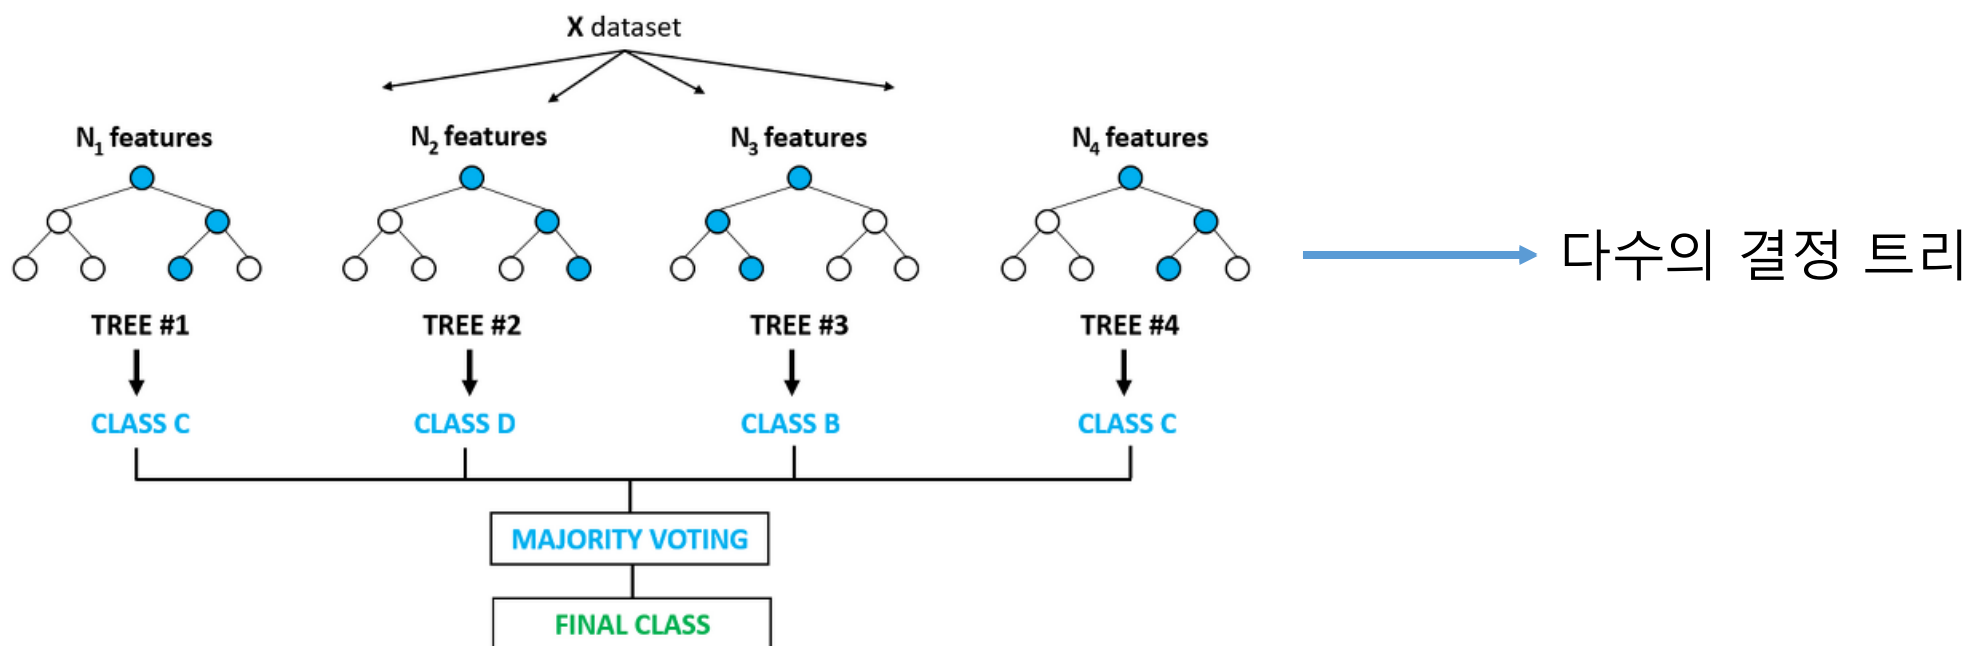 X dataset
N1 features
N2 features
N3 features
N4 features
다수의 결정 트리
TREE #1
TREE #2
TREE #3
TREE #4
CLASS C
CLASS D
CLASS B
CLASS C
MAJORITY VOTING
FINAL CLASS